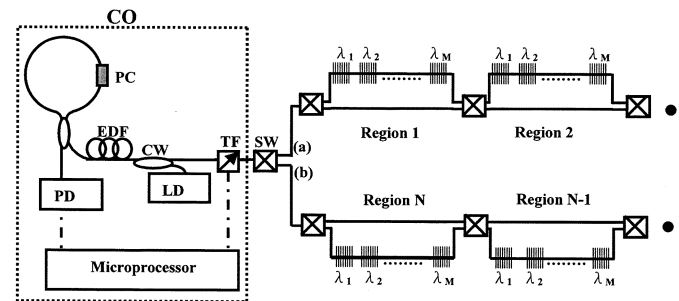 CO
PC
EDF
CW
TF
SW
PD
LD
Microprocessor
(a)
(b)
λ1 λ2 ........ λM
λ1 λ2 ........ λM
Region 1
Region 2
Region N
Region N-1
λ1 λ2 ........ λM
λ1 λ2 ........ λM